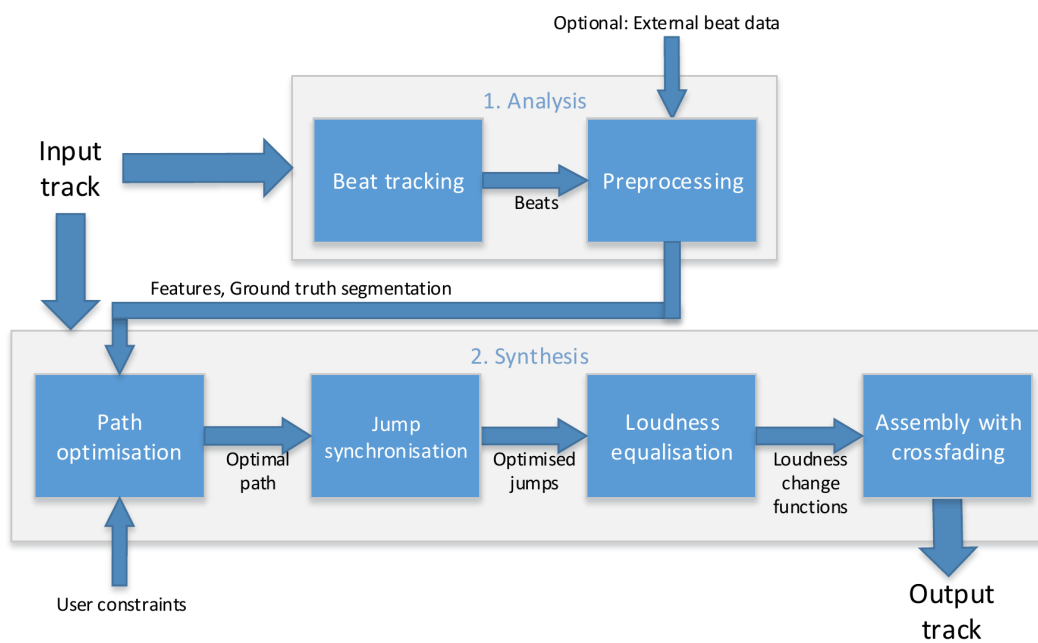 Optional: External beat data
1. Analysis
Input
track
Beat tracking
Beats
Preprocessing
Features, Ground truth segmentation
2. Synthesis
Path
optimisation
Optimal
path
Jump
synchronisation
Optimised
jumps
Loudness
equalisation
Loudness
change
functions
Assembly with
crossfading
User constraints
Output
track